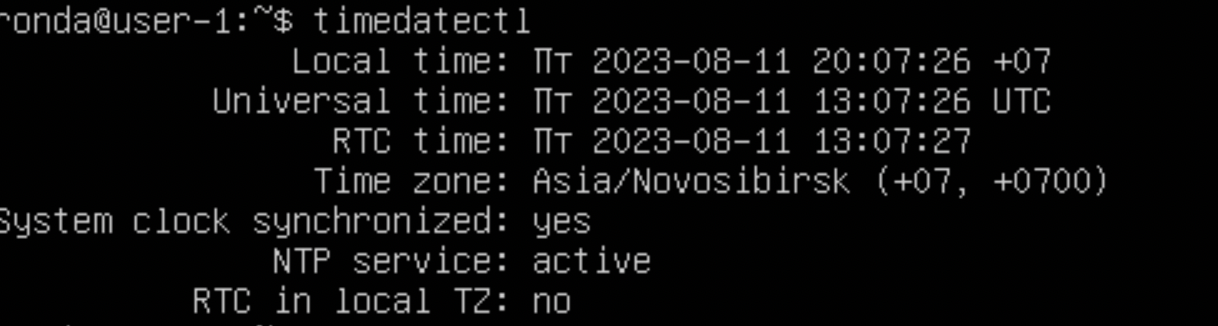 ronda@user-1:~$ timedatectl
Local time: Пт 2023-08-11 20:07:26 +07
Universal time: Пт 2023-08-11 13:07:26 UTC
RTC time: Пт 2023-08-11 13:07:27
Time zone: Asia/Novosibirsk (+07, +0700)
System clock synchronized: yes
NTP service: active
RTC in local TZ: no